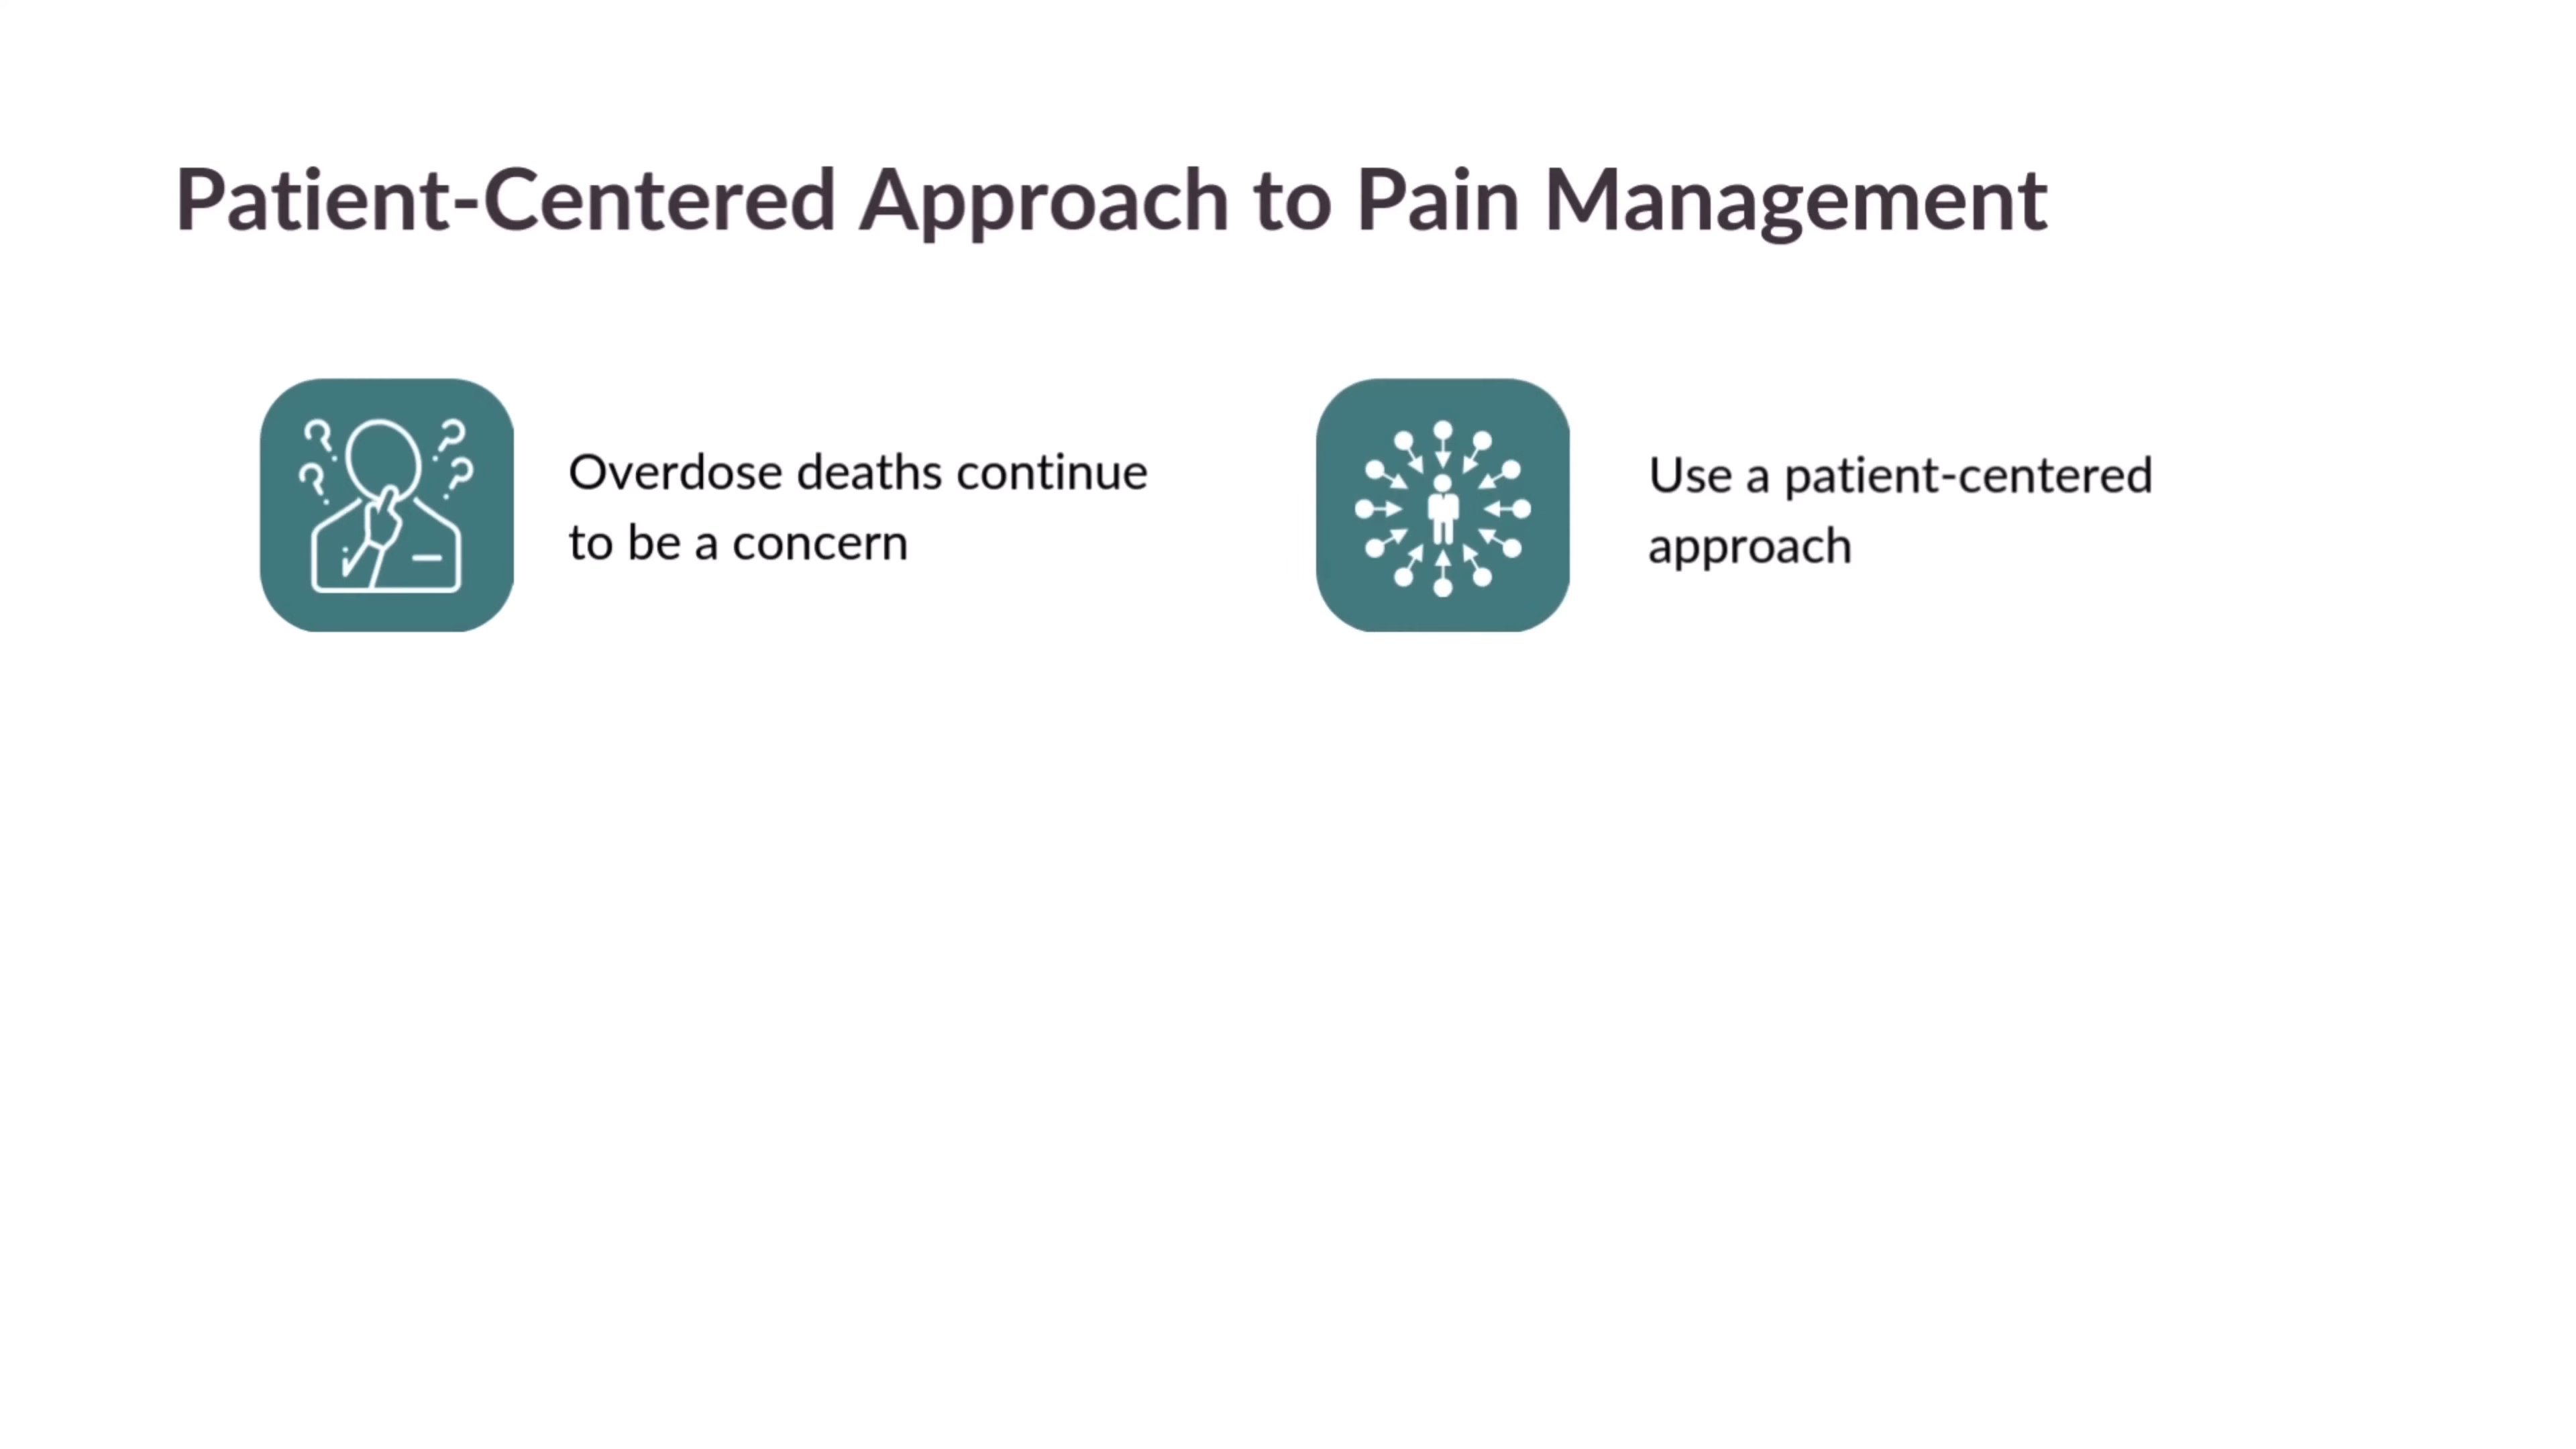 Patient-Centered Approach to Pain Management
Overdose deaths continue
to be a concern
Use a patient-centered
approach